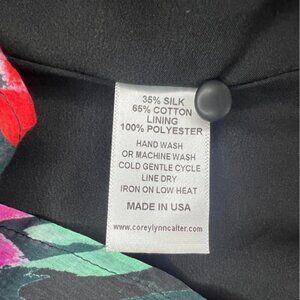 35% SILK
65% COTTON
LINING
100% POLYESTER
HAND WASH
OR MACHINE WASH
COLD GENTLE CYCLE
LINE DRY
IRON ON LOW HEAT
MADE IN USA
www.coreylynncalter.com